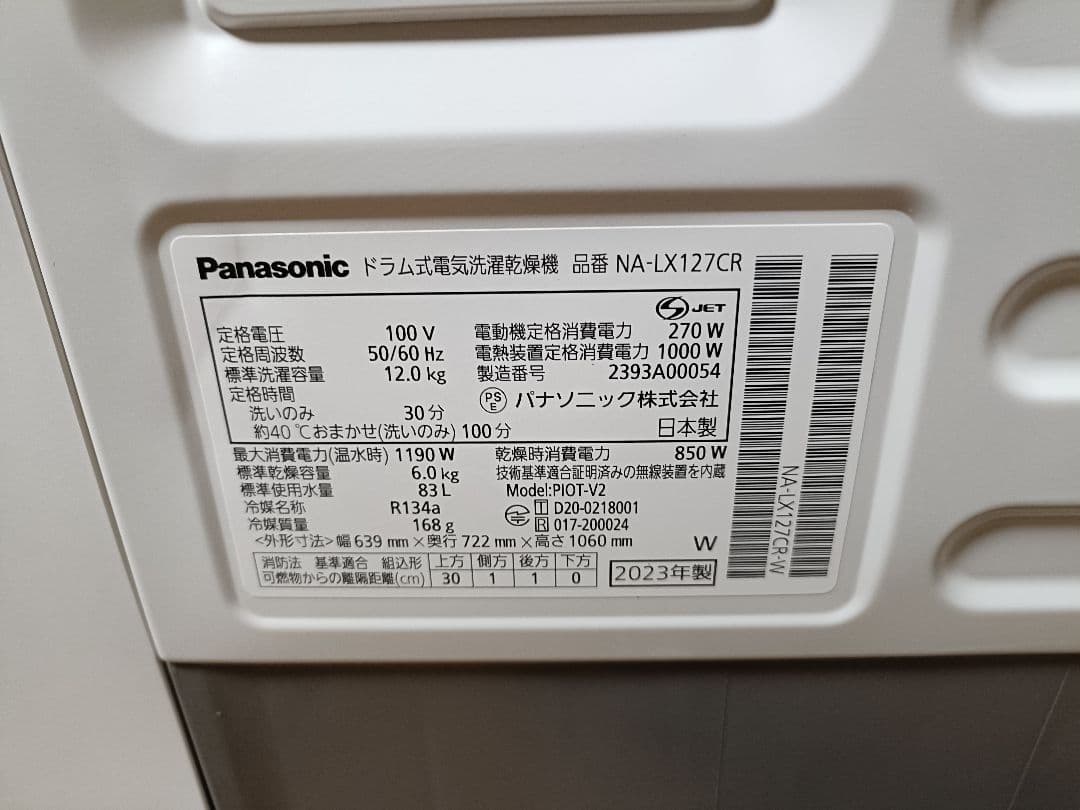 Panasonic ドラム式電気洗濯乾燥機 品番 NA-LX127CR
S JET
定格電圧 100 V 電動機定格消費電力 270 W
定格周波数 50/60 Hz 電熱装置定格消費電力 1000 W
標準洗濯容量 12.0 kg 製造番号 2393A00054
定格時間 PSE パナソニック株式会社
洗いのみ 30分
約40℃おまかせ(洗いのみ) 100分 日本製
最大消費電力(温水時) 1190 W 乾燥時消費電力 850 W
標準乾燥容量 6.0 kg 技術基準適合証明済みの無線装置を内蔵
標準使用水量 83 L Model:PIOT-V2
冷媒名称 R134a T D20-0218001
冷媒質量 168 g R 017-200024
<外形寸法>幅 639 mm×奥行 722 mm×高さ 1060 mm W
消防法 基準適合 組込形 上方 側方 後方 下方
可燃物からの離隔距離(cm) 30 1 1 0 2023年製
NA-LX127CR-W